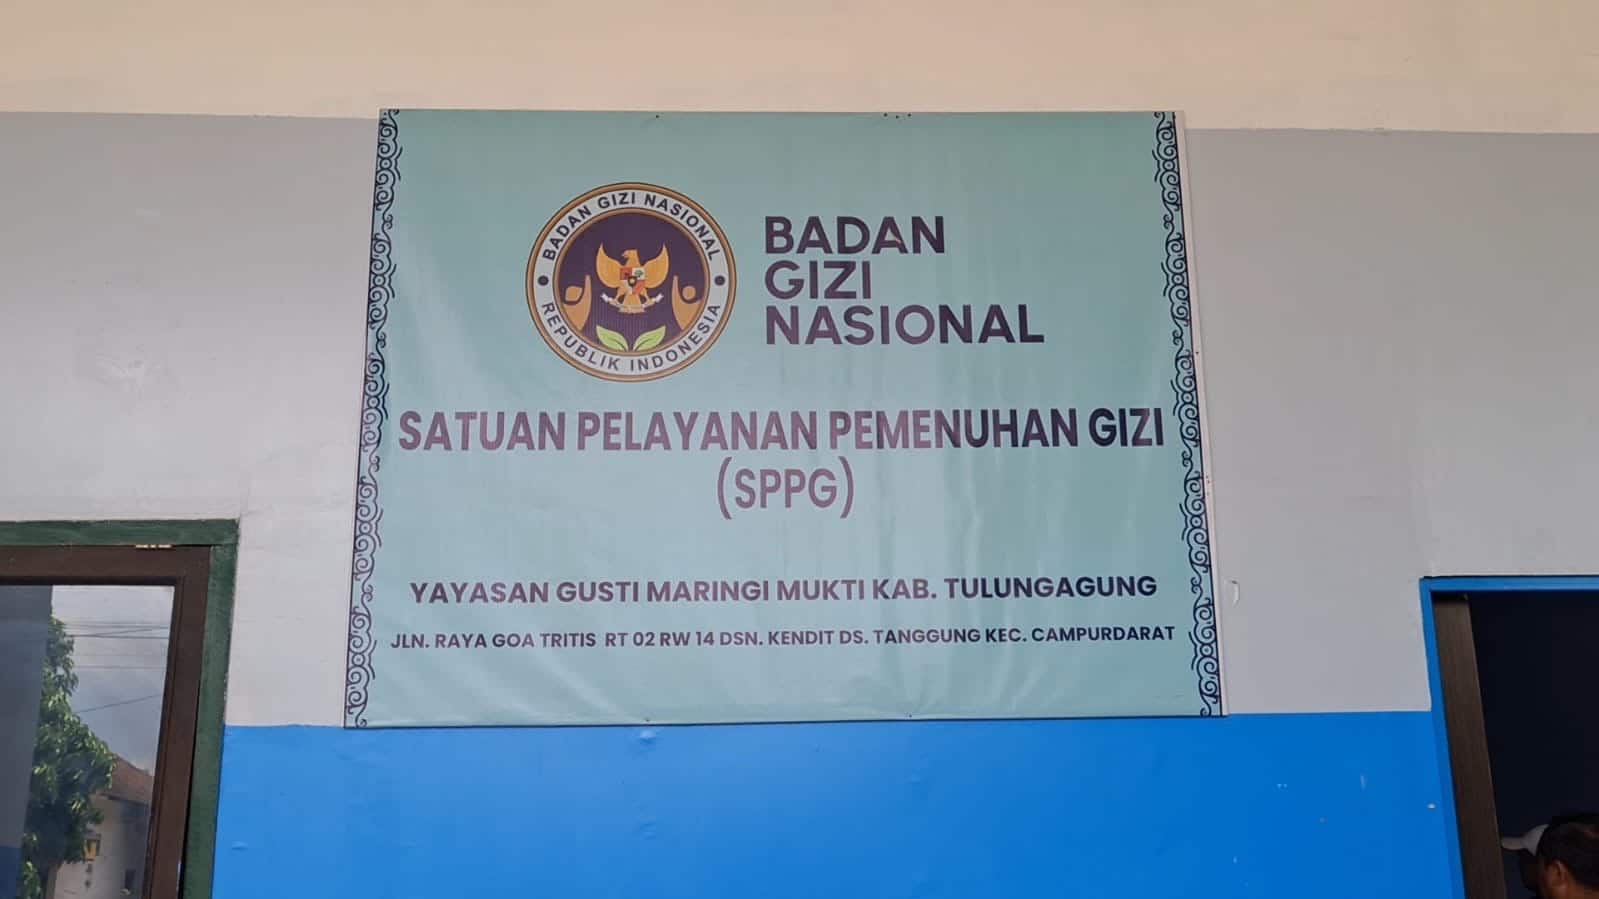 BADAN GIZI NASIONAL
REPUBLIK INDONESIA
BADAN
GIZI
NASIONAL
SATUAN PELAYANAN PEMENUHAN GIZI
(SPPG)
YAYASAN GUSTI MARINGI MUKTI KAB. TULUNGAGUNG
JLN. RAYA GOA TRITIS RT 02 RW 14 DSN. KENDIT DS. TANGGUNG KEC. CAMPURDARAT